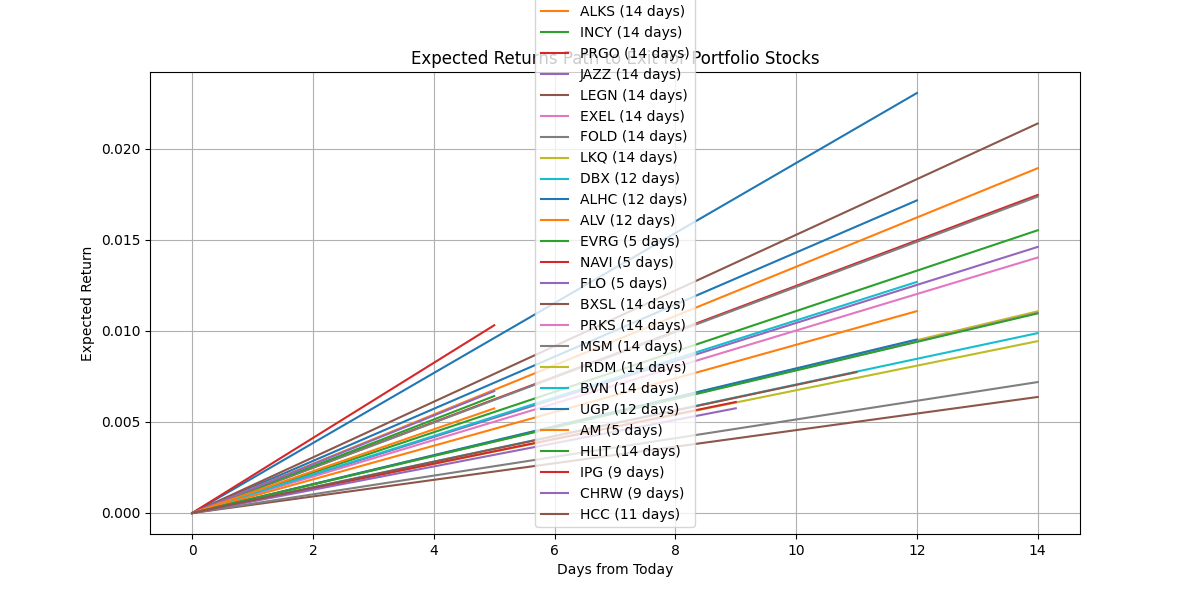 ALKS (14 days)
INCY (14 days)
PRGO (14 days)
Expected Returns Path to Exit for Portfolio Stocks
JAZZ (14 days)
LEGN (14 days)
EXEL (14 days)
FOLD (14 days)
LKQ (14 days)
DBX (12 days)
ALHC (12 days)
ALV (12 days)
EVRG (5 days)
NAVI (5 days)
FLO (5 days)
BXSL (14 days)
PRKS (14 days)
MSM (14 days)
IRDM (14 days)
BVN (14 days)
UGP (12 days)
AM (5 days)
HLIT (14 days)
IPG (9 days)
CHRW (9 days)
HCC (11 days)
Expected Return
0.020
0.015
0.010
0.005
0.000
0 2 4 6 8 10 12 14
Days from Today